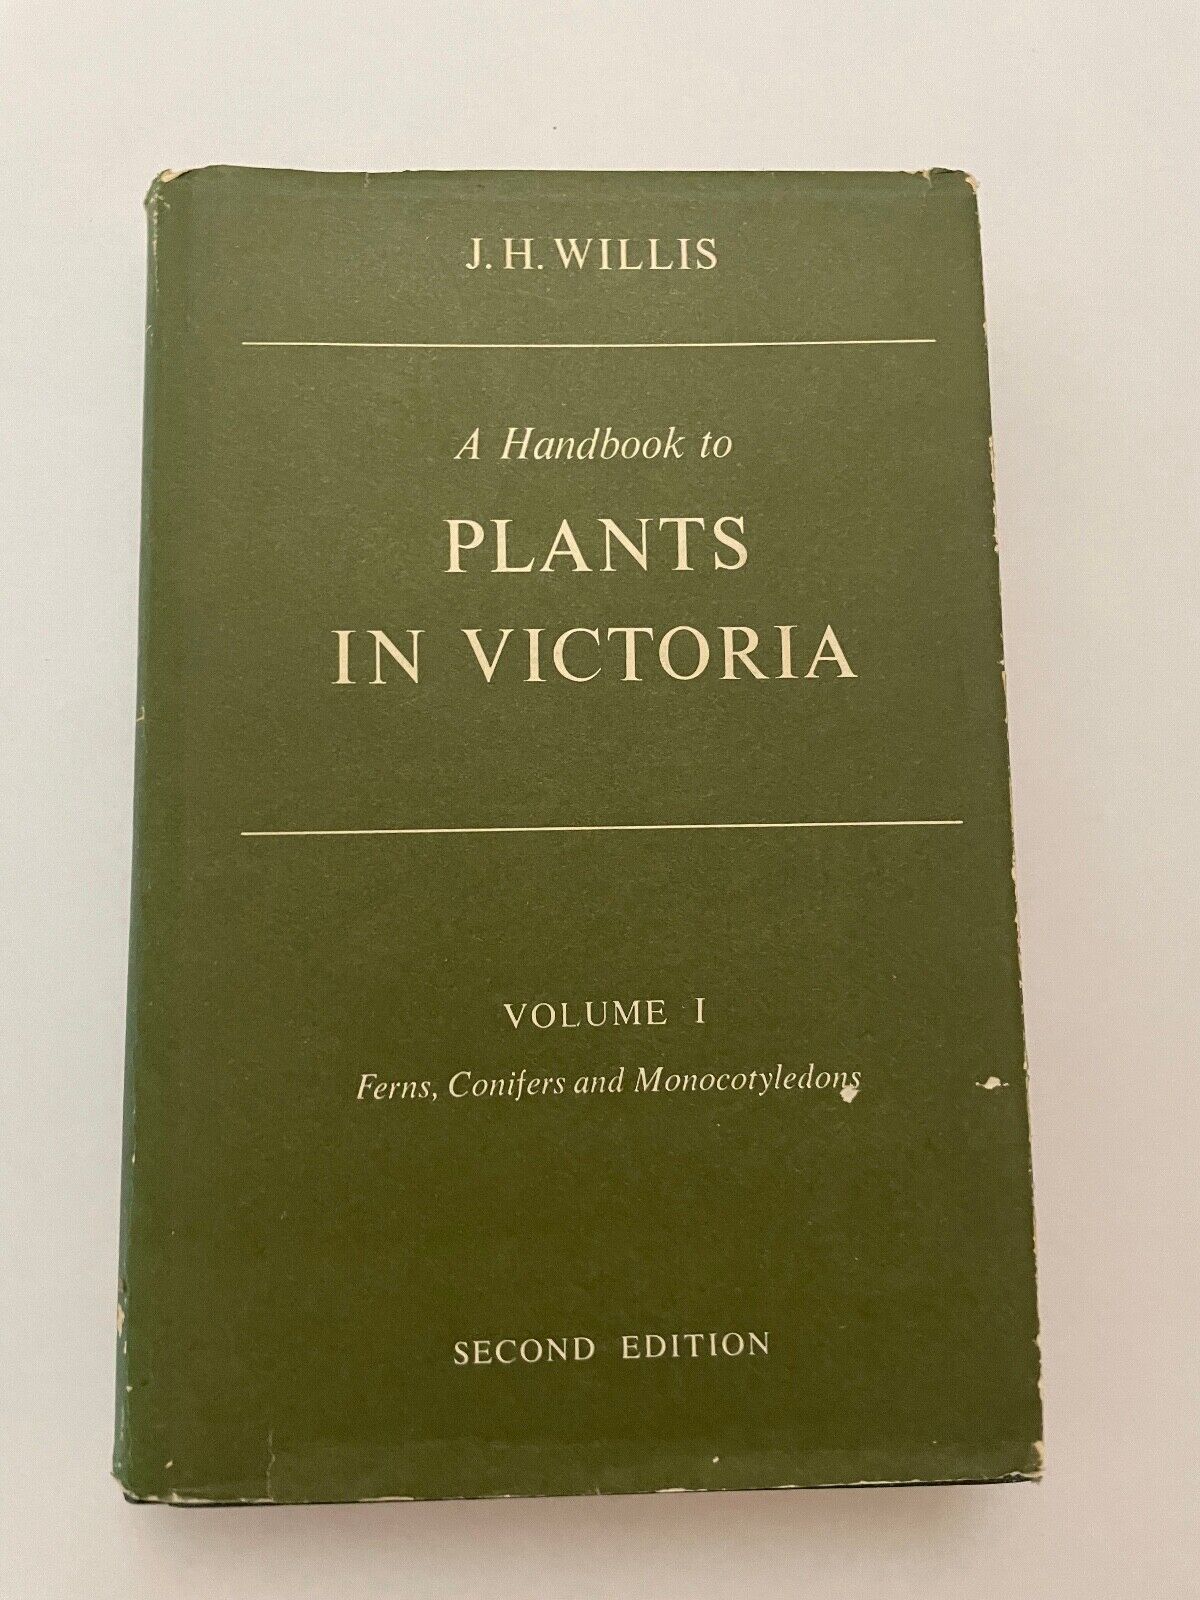 J. H. WILLIS
A Handbook to
PLANTS
IN VICTORIA
VOLUME I
Ferns, Conifers and Monocotyledons
SECOND EDITION